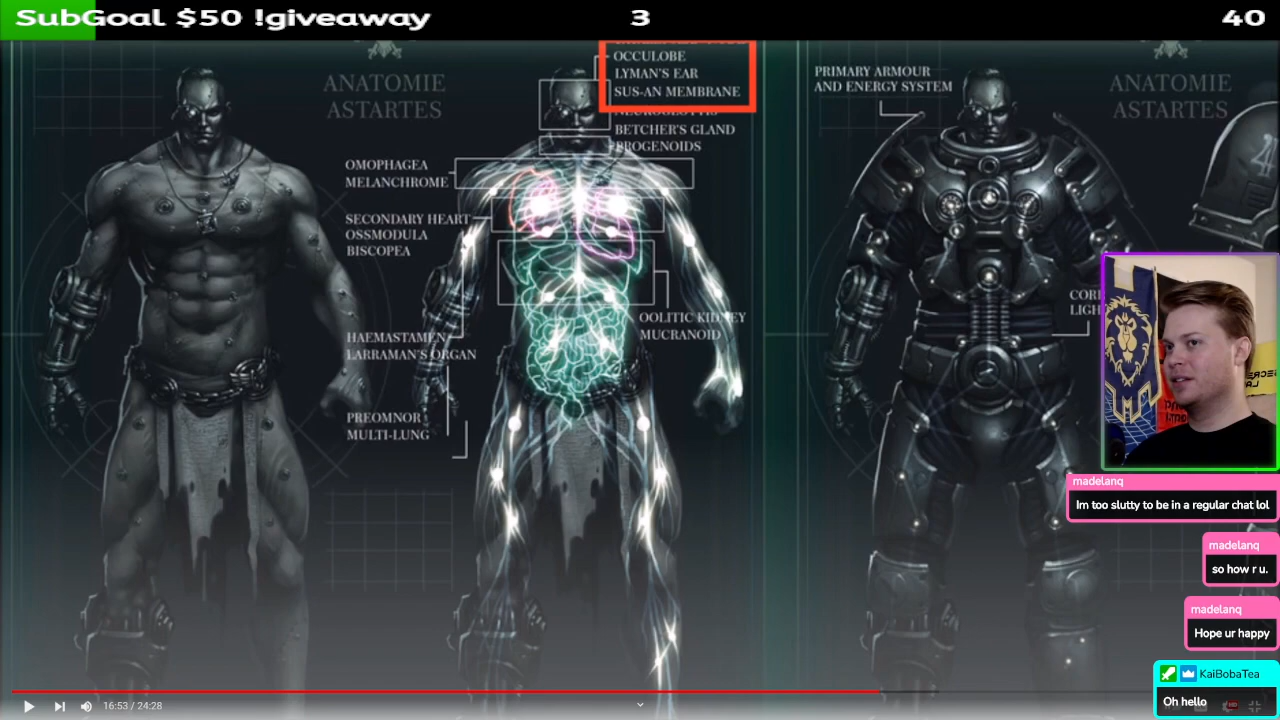 SubGoal $50 !giveaway
3
40
ANATOMIE
ASTARTES
OCCULOBE
LYMAN'S EAR
SUS-AN MEMBRANE
BETCHER'S GLAND
PROGENOIDS
OMOPHAGEA
MELANCHROME
SECONDARY HEART
OSSMODULA
BISCOPEA
OOLITIC KIDNEY
MUCRANOID
HAEMASTAMEN
LARRAMAN'S ORGAN
PREOMNOR
MULTI-LUNG
PRIMARY ARMOUR
AND ENERGY SYSTEM
ANATOMIE
ASTARTES
4
madelanq
Im too slutty to be in a regular chat lol
madelanq
so how r u.
madelanq
Hope ur happy
KaiBobaTea
Oh hello
16:53 / 24:28